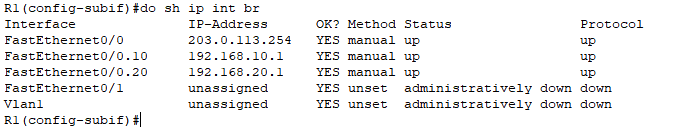 R1(config-subif)#do sh ip int br
Interface IP-Address OK? Method Status Protocol
FastEthernet0/0 203.0.113.254 YES manual up up
FastEthernet0/0.10 192.168.10.1 YES manual up up
FastEthernet0/0.20 192.168.20.1 YES manual up up
FastEthernet0/1 unassigned YES unset administratively down down
Vlan1 unassigned YES unset administratively down down
R1(config-subif)#